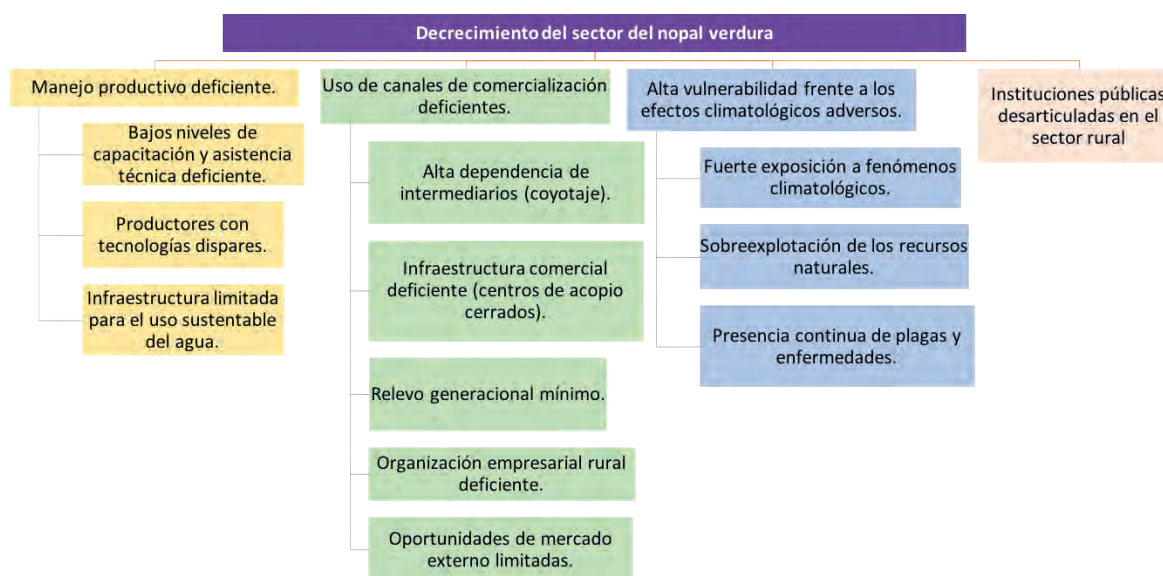 Decrecimiento del sector del nopal verdura
Manejo productivo deficiente.
Bajos niveles de
capacitación y asistencia
técnica deficiente.
Productores con
tecnologías dispares.
Infraestructura limitada
para el uso sustentable
del agua.
Uso de canales de comercialización
deficientes.
Alta dependencia de
intermediarios (coyotaje).
Infraestructura comercial
deficiente (centros de acopio
cerrados).
Relevo generacional mínimo.
Organización empresarial rural
deficiente.
Oportunidades de mercado
externo limitadas.
Alta vulnerabilidad frente a los
efectos climatológicos adversos.
Fuerte exposición a fenómenos
climatológicos.
Sobreexplotación de los recursos
naturales.
Presencia continua de plagas y
enfermedades.
Instituciones públicas
desarticuladas en el
sector rural